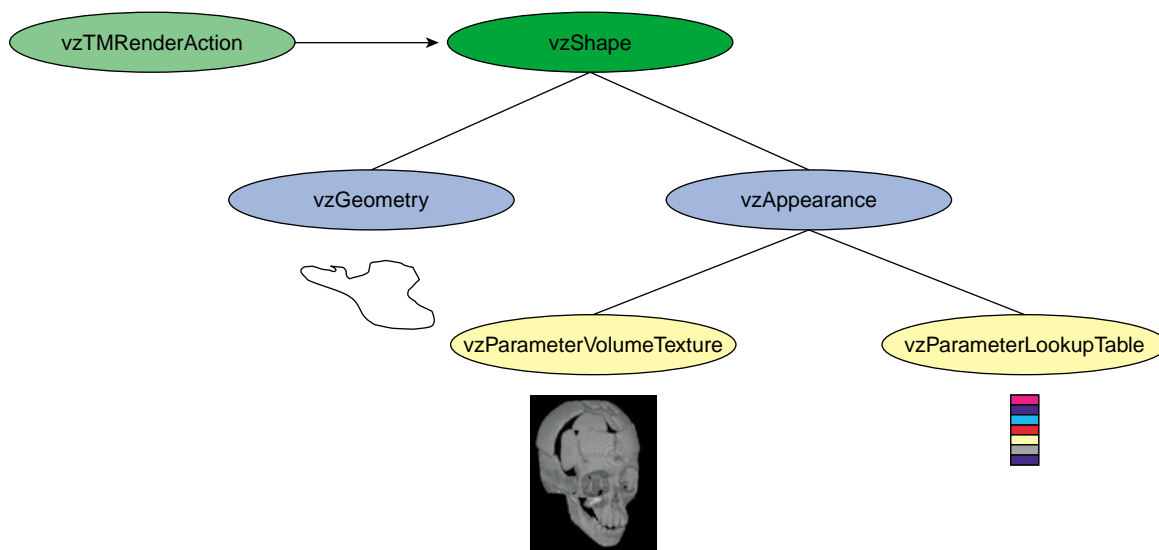 vzTMRenderAction
vzShape
vzGeometry
vzAppearance
vzParameterVolumeTexture
vzParameterLookupTable